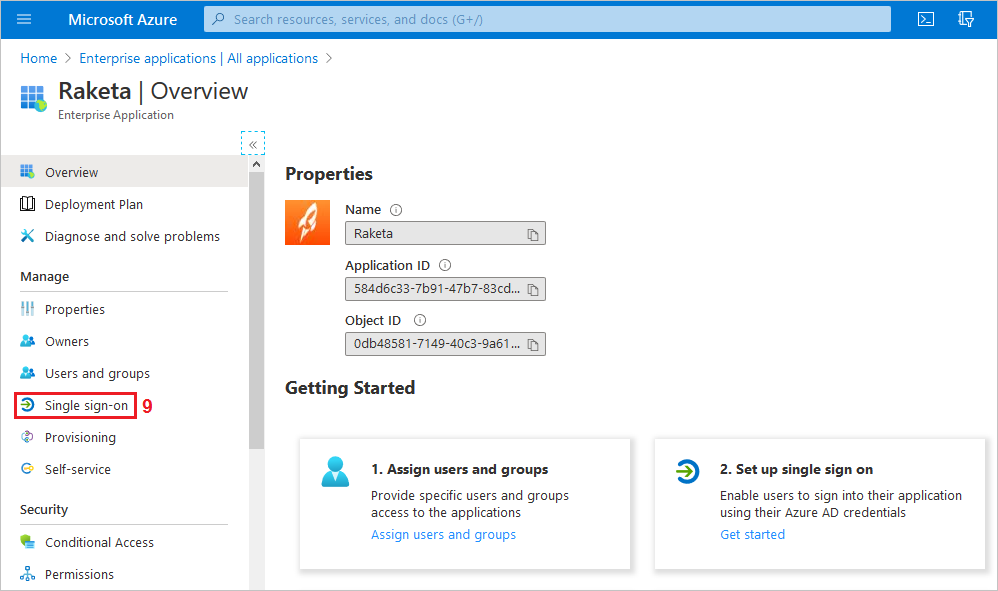 Microsoft Azure
Search resources, services, and docs (G+/)
Home > Enterprise applications | All applications >
Raketa | Overview
Enterprise Application
«
Overview
Deployment Plan
Diagnose and solve problems
Manage
Properties
Owners
Users and groups
Single sign-on 9
Provisioning
Self-service
Security
Conditional Access
Permissions
Properties
Name
Raketa
Application ID
584d6c33-7b91-47b7-83cd...
Object ID
0db48581-7149-40c3-9a61...
Getting Started
1. Assign users and groups
Provide specific users and groups
access to the applications
Assign users and groups
2. Set up single sign on
Enable users to sign into their application
using their Azure AD credentials
Get started